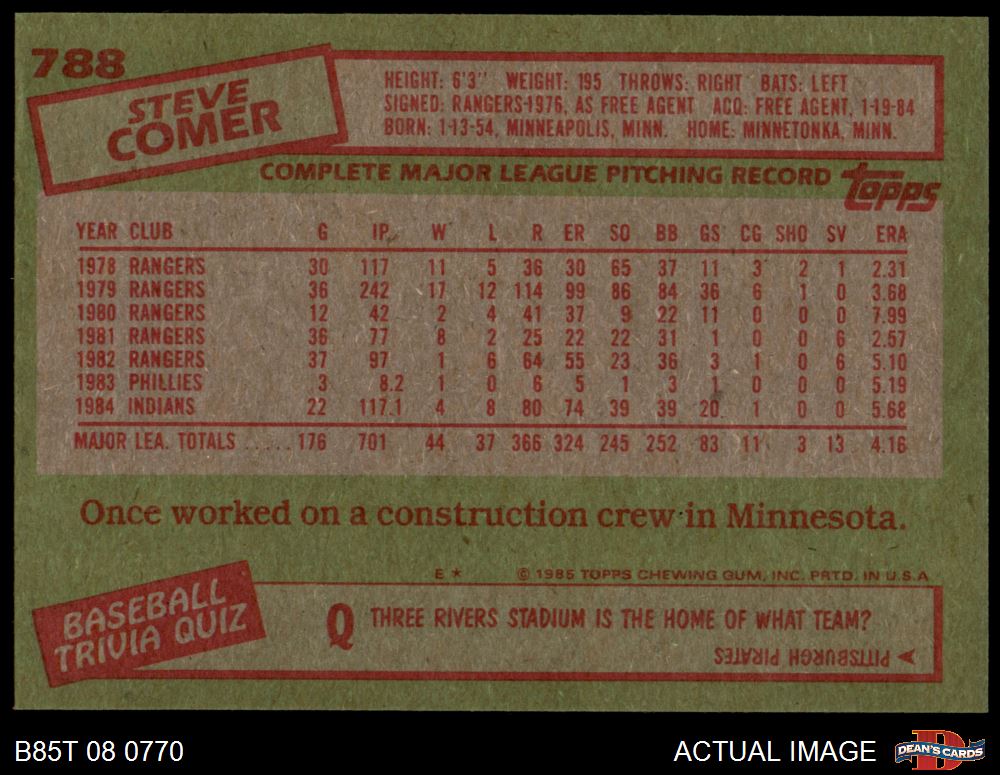 788
STEVE
COMER
HEIGHT: 6'3" WEIGHT: 195 THROWS: RIGHT BATS: LEFT
SIGNED: RANGERS-1976, AS FREE AGENT ACQ: FREE AGENT, 1-19-84
BORN: 1-13-54, MINNEAPOLIS, MINN. HOME: MINNETONKA, MINN.
COMPLETE MAJOR LEAGUE PITCHING RECORD
topps
YEAR CLUB G IP W L R ER SO BB GS CG SHO SV ERA
1978 RANGERS 30 117 11 5 36 30 65 37 11 3 2 1 2.31
1979 RANGERS 36 242 17 12 114 99 86 84 36 6 1 0 3.68
1980 RANGERS 12 42 2 4 41 37 9 22 11 0 0 0 7.99
1981 RANGERS 36 77 8 2 25 22 22 31 1 0 0 6 2.57
1982 RANGERS 37 97 1 6 64 55 23 36 3 1 0 6 5.10
1983 PHILLIES 3 8.2 1 0 6 5 1 3 1 0 0 0 5.19
1984 INDIANS 22 117.1 4 8 80 74 39 39 20 1 0 0 5.68
MAJOR LEA. TOTALS ..... 176 701 44 37 366 324 245 252 83 11 3 13 4.16
Once worked on a construction crew in Minnesota.
E * © 1985 TOPPS CHEWING GUM, INC. PRTD. IN U.S.A
BASEBALL
TRIVIA QUIZ
Q THREE RIVERS STADIUM IS THE HOME OF WHAT TEAM?
A PITTSBURGH PIRATES
B85T 08 0770
ACTUAL IMAGE
D
DEAN'S CARDS